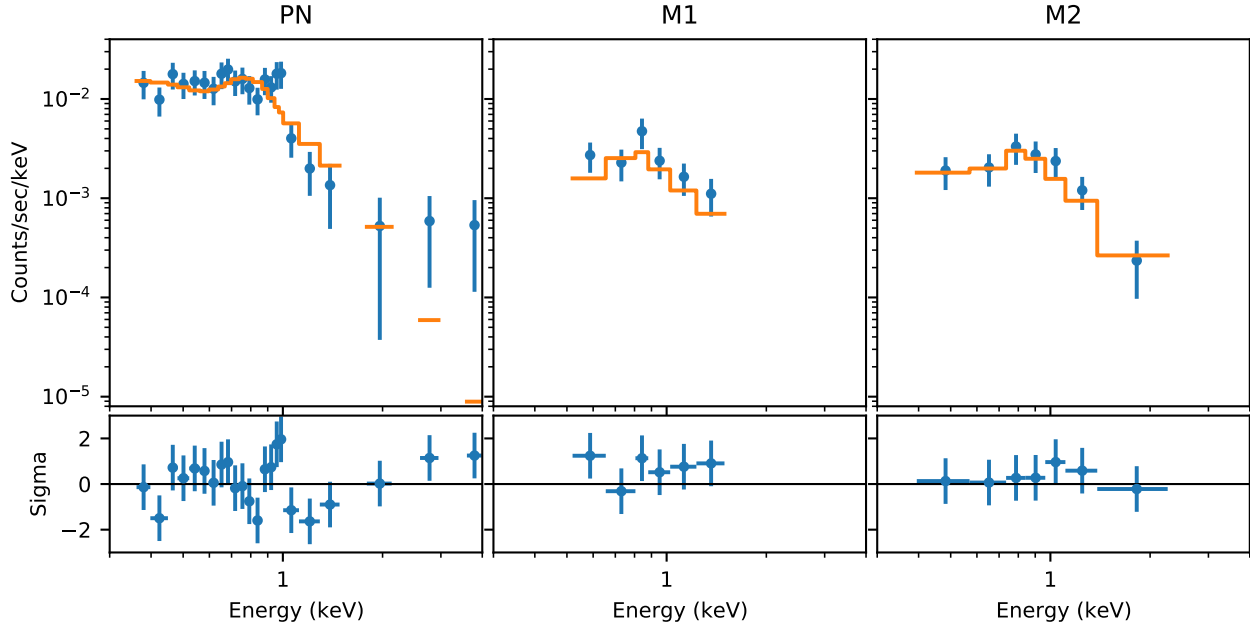 PN
M1
M2
Counts/sec/keV
10⁻²
10⁻³
10⁻⁴
10⁻⁵
Sigma
2
0
−2
1
1
1
Energy (keV)
Energy (keV)
Energy (keV)